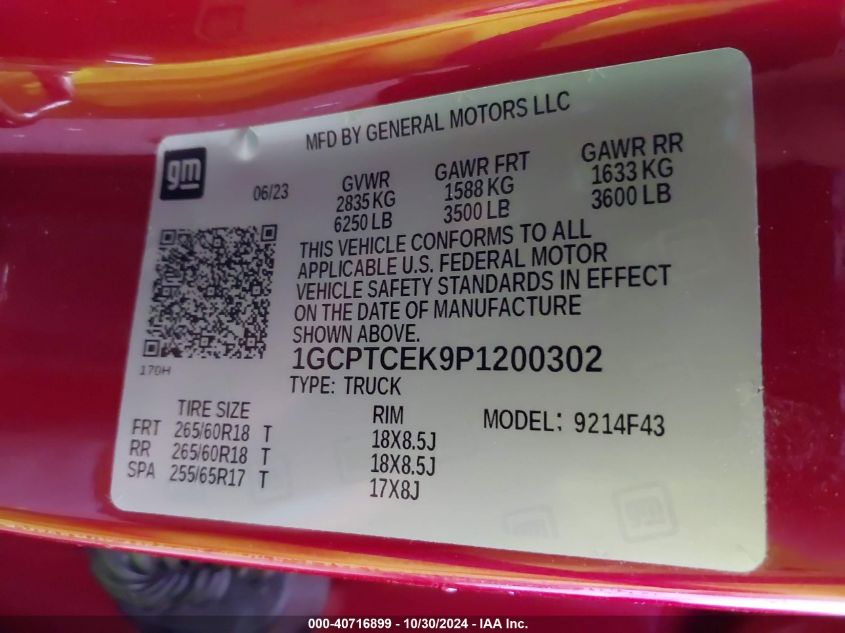 MFD BY GENERAL MOTORS LLC
gm
06/23
GVWR
2835 KG
6250 LB
GAWR FRT
1588 KG
3500 LB
GAWR RR
1633 KG
3600 LB
THIS VEHICLE CONFORMS TO ALL
APPLICABLE U.S. FEDERAL MOTOR
VEHICLE SAFETY STANDARDS IN EFFECT
ON THE DATE OF MANUFACTURE
SHOWN ABOVE.
170H
1GCPTCEK9P1200302
TYPE: TRUCK
TIRE SIZE
FRT 265/60R18 T
RR 265/60R18 T
SPA 255/65R17 T
RIM
18X8.5J
18X8.5J
17X8J
MODEL: 9214F43
gm
000-40716899 - 10/30/2024 - IAA Inc.